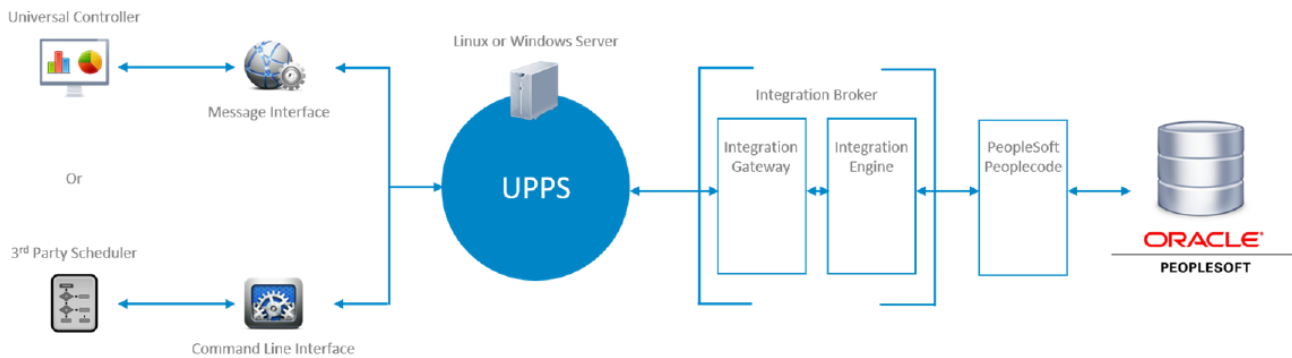 Universal Controller
Message Interface
Or
3rd Party Scheduler
Command Line Interface
Linux or Windows Server
UPPS
Integration Broker
Integration
Gateway
Integration
Engine
PeopleSoft
Peoplecode
ORACLE®
PEOPLESOFT